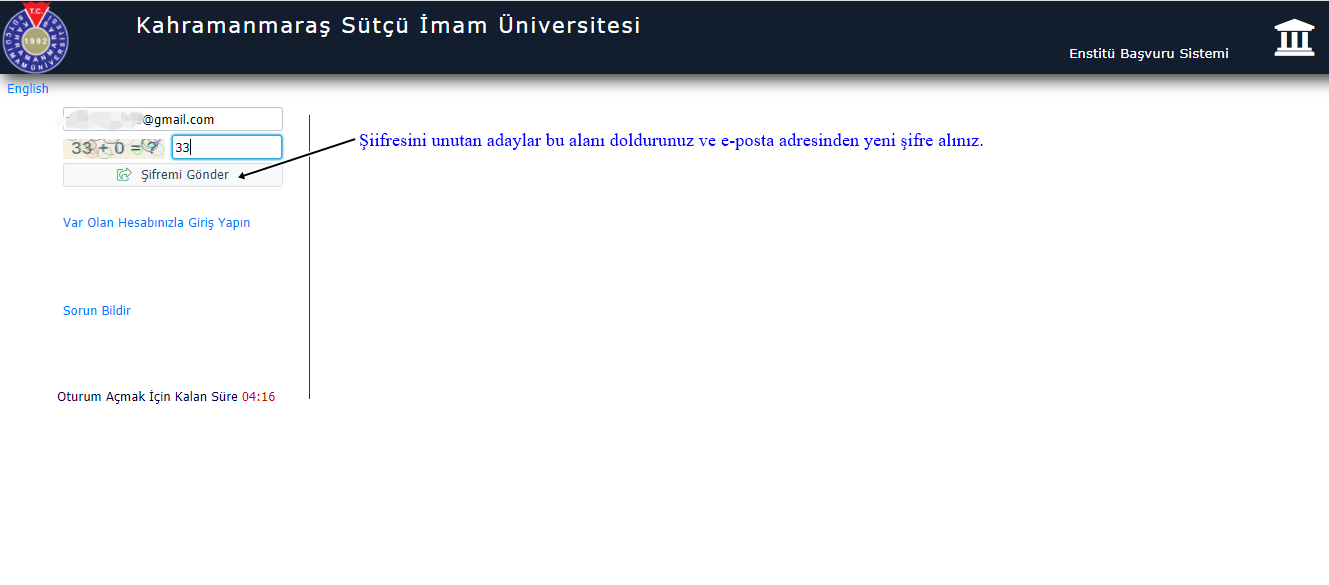 Kahramanmaraş Sütçü İmam Üniversitesi
T.C.
1992
Enstitü Başvuru Sistemi
English
@gmail.com
33 + 0 = ?
33
Şifremi Gönder
Şiifresini unutan adaylar bu alanı doldurunuz ve e-posta adresinden yeni şifre alınız.
Var Olan Hesabınızla Giriş Yapın
Sorun Bildir
Oturum Açmak İçin Kalan Süre 04:16